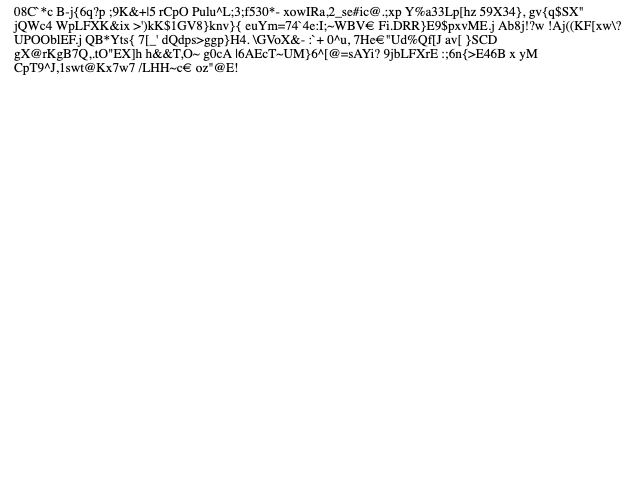 08C`*c B-j{6q?p ;9K&+l5 rCpO Pulu^L;3;f530*- xowIRa,2_se#ic@.;xp Y%a33Lp[hz 59X34}, gv{q$SX"
jQWc4 WpLFXK&ix >')kK$1GV8}knv}{ euYm=74`4e:I;~WBV€ Fi.DRR}E9$pxvME.j Ab8j!?w !Aj((KF[xw\?
UPOOblEF.j QB*Yts{ 7[_' dQdps>ggp}H4. \GVoX&- :`+ 0^u, 7He€"Ud%Qf[J av[ }SCD
gX@rKgB7Q,.tO"EX]h h&&T,O~ g0cA l6AEcT~UM}6^[@=sAYi? 9jbLFXrE :;6n{>E46B x yM
CpT9^J,1swt@Kx7w7 /LHH~c€ oz"@E!